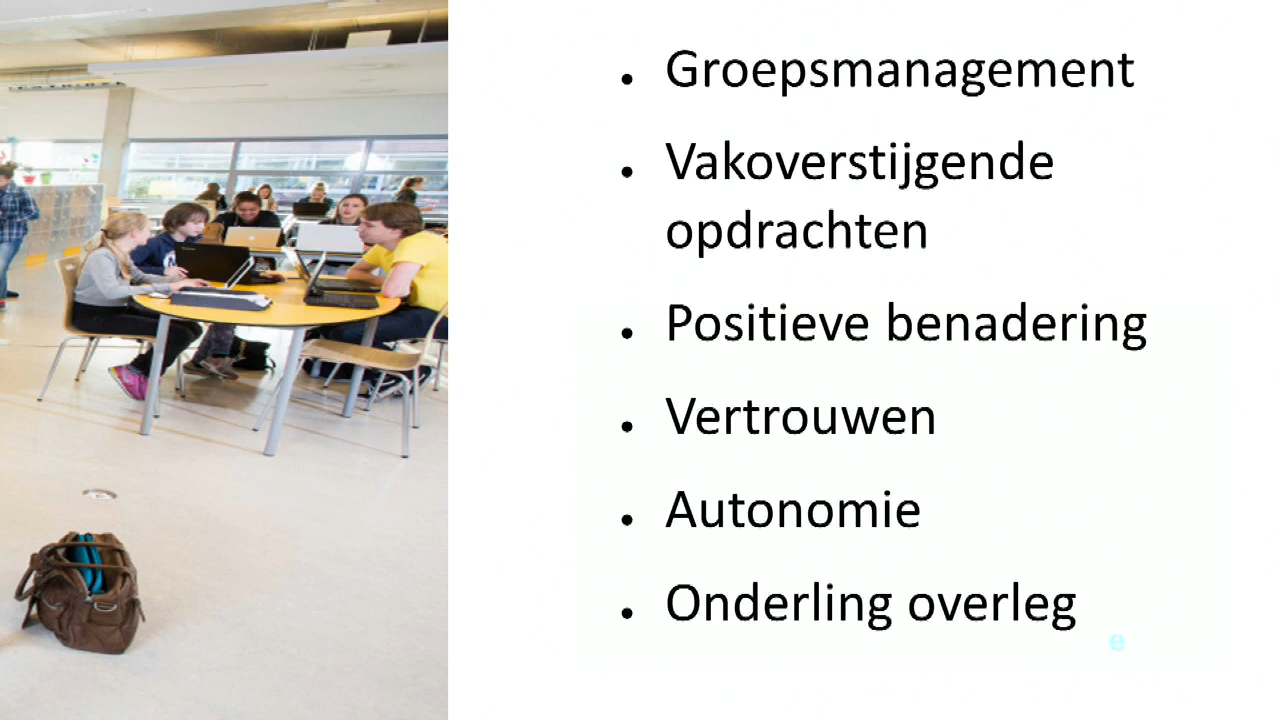 • Groepsmanagement
• Vakoverstijgende
opdrachten
• Positieve benadering
• Vertrouwen
• Autonomie
• Onderling overleg